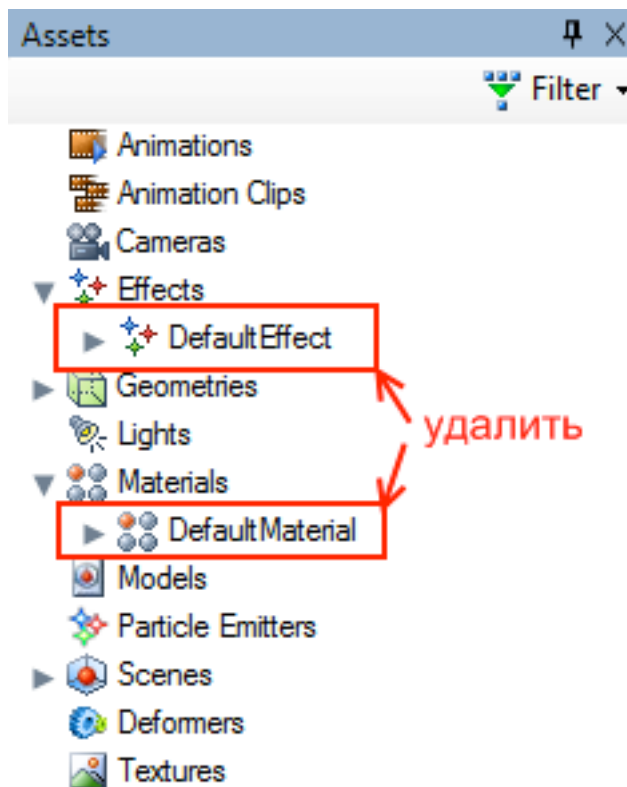 Assets
Filter
Animations
Animation Clips
Cameras
Effects
DefaultEffect
Geometries
удалить
Lights
Materials
DefaultMaterial
Models
Particle Emitters
Scenes
Deformers
Textures